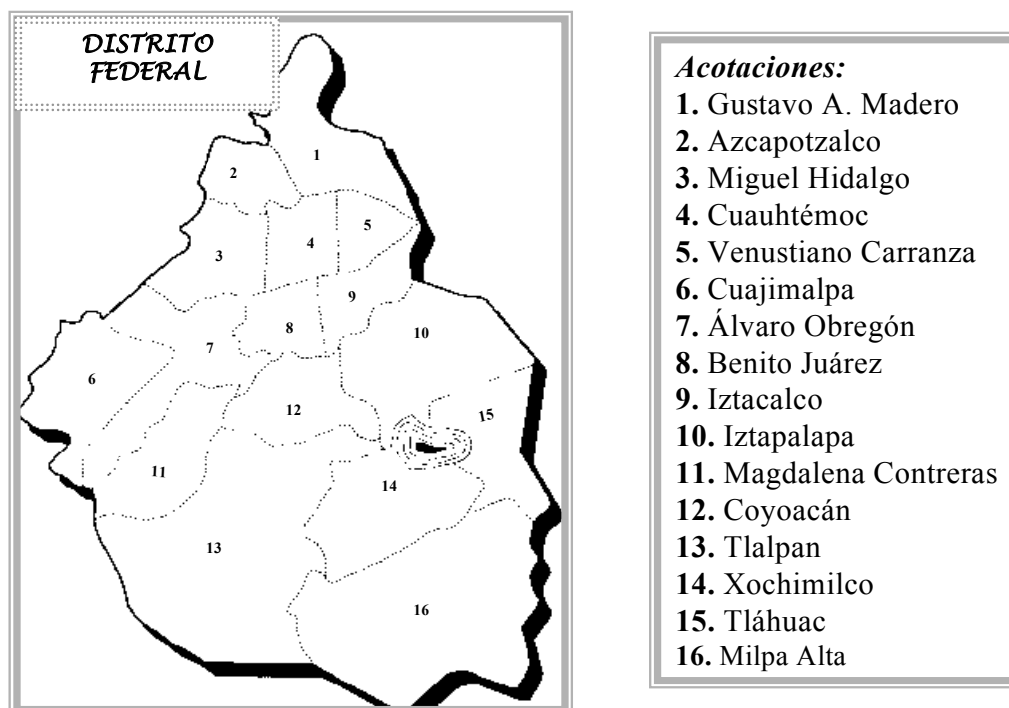 DISTRITO
FEDERAL
1
2
3
4
5
6
7
8
9
10
11
12
13
14
15
16
Acotaciones:
1. Gustavo A. Madero
2. Azcapotzalco
3. Miguel Hidalgo
4. Cuauhtémoc
5. Venustiano Carranza
6. Cuajimalpa
7. Álvaro Obregón
8. Benito Juárez
9. Iztacalco
10. Iztapalapa
11. Magdalena Contreras
12. Coyoacán
13. Tlalpan
14. Xochimilco
15. Tláhuac
16. Milpa Alta